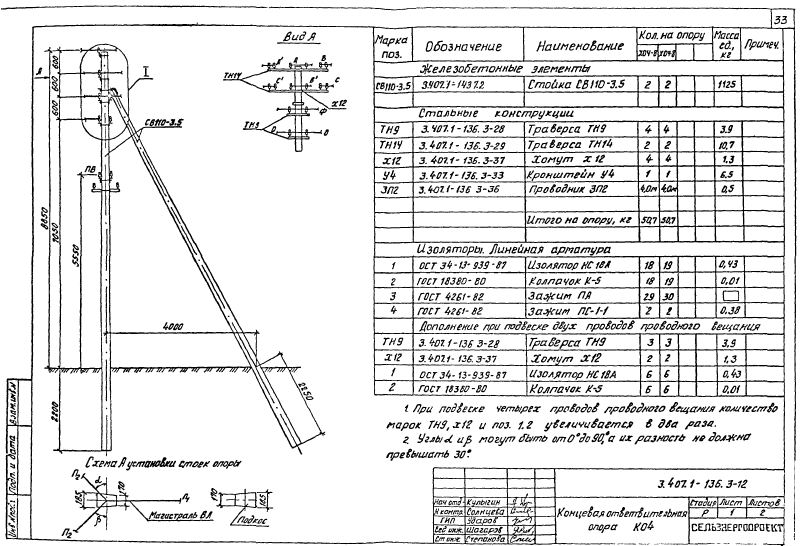 33
Вид А
Марка поз.
Обозначение
Наименование
Кол. на опору
Масса ед., кг
Примеч.
Железобетонные элементы
СВ110-3.5 3.407.1-143.7.2 Стойка СВ110-3.5 2 2 1125
Стальные конструкции
ТН9 3.407.1-136.3-28 Траверса ТН9 4 4 3.9
ТН14 3.407.1-136.3-29 Траверса ТН14 2 2 10,7
Х12 3.407.1-136.3-37 Хомут Х12 4 4 1,3
У4 3.407.1-136.3-33 Кронштейн У4 1 1 6,5
ЗП2 3.407.1-136 3-36 Проводник ЗП2 4,0м 4,0м 0,5
Итого на опору, кг 50,7 50,7
Изоляторы. Линейная арматура
1 ОСТ 34-13-939-87 Изолятор НС18А 18 19 0,43
2 ГОСТ 18380-80 Колпачок К-5 18 19 0,01
3 ГОСТ 4261-82 Зажим ПА 29 30
4 ГОСТ 4261-82 Зажим ПС-1-1 2 2 0,38
Дополнение при подвеске двух проводов проводного вещания
ТН9 3.407.1-136 3-28 Траверса ТН9 3 3 3,9
Х12 3.407.1-136.3-37 Хомут Х12 2 2 1,3
1 ОСТ 34-13-939-87 Изолятор НС18А 6 6 0,43
2 ГОСТ 18380-80 Колпачок К-5 6 6 0,01
1. При подвеске четырех проводов проводного вещания количество
марок ТН9, Х12 и поз. 1,2 увеличивается в два раза.
2. Углы α и β могут быть от 0° до 90°, а их разность не должна
превышать 30°.
А
I
600
600
600
СВ110-3.5
ПВ
8850
7050
5550
4000
2250
2200
ТН14
А'
А
В
С'
В'
С
Х12
ТН9
Ф
О
О
Схема А установки стоек опоры
П2
α
185
170
Л1
Магистраль ВЛ
П2
β
170
165
Подкос
Взам.инв.№
Подп. и дата
Инв.№ подл.
3.407.1-136.3-12
Нач.отд. Кулыгин
Н.контр. Солнцева
ГИП Ударов
Вед.инж. Шагаров
Ст.инж. Степанова
Концевая ответвительная
опора КО4
Стадия Лист Листов
Р 1 2
СЕЛЬЭНЕРГОПРОЕКТ